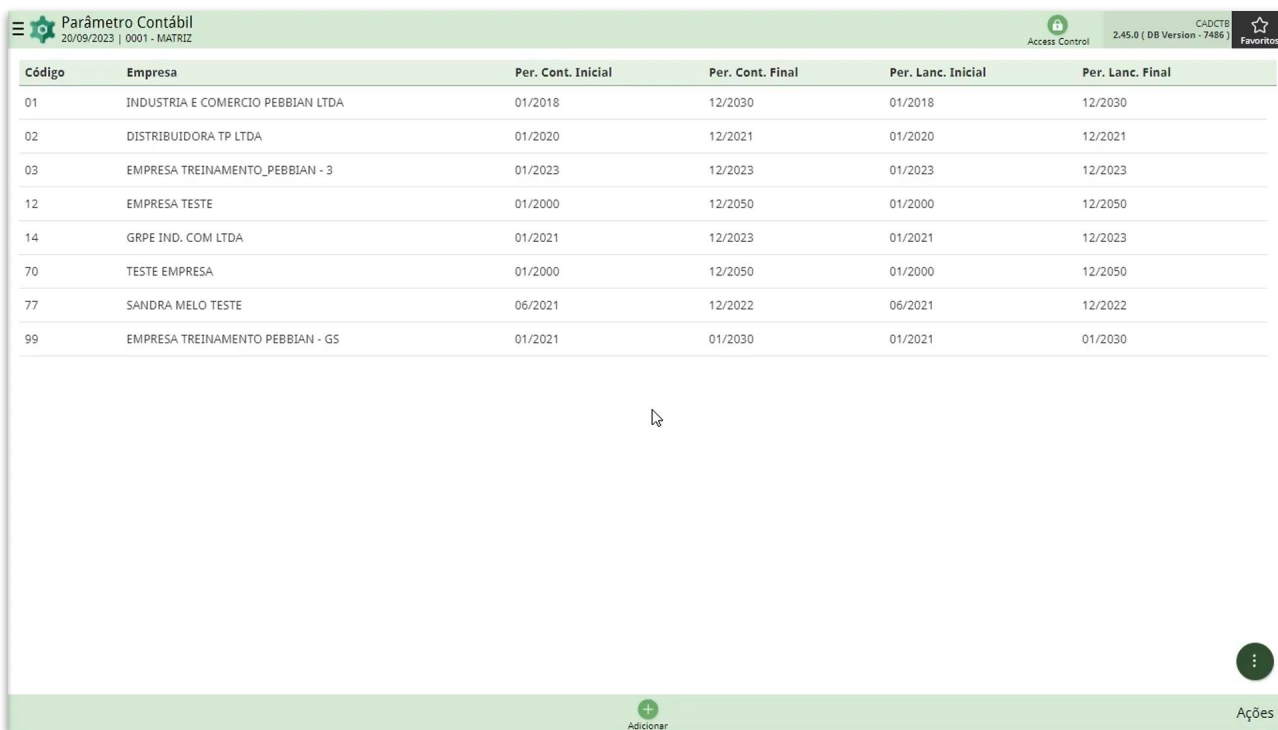 Parâmetro Contábil
20/09/2023 | 0001 - MATRIZ
Access Control
CADCTB
2.45.0 ( DB Version - 7486 )
Favoritos
Código Empresa Per. Cont. Inicial Per. Cont. Final Per. Lanc. Inicial Per. Lanc. Final
01 INDUSTRIA E COMERCIO PEBBIAN LTDA 01/2018 12/2030 01/2018 12/2030
02 DISTRIBUIDORA TP LTDA 01/2020 12/2021 01/2020 12/2021
03 EMPRESA TREINAMENTO_PEBBIAN - 3 01/2023 12/2023 01/2023 12/2023
12 EMPRESA TESTE 01/2000 12/2050 01/2000 12/2050
14 GRPE IND. COM LTDA 01/2021 12/2023 01/2021 12/2023
70 TESTE EMPRESA 01/2000 12/2050 01/2000 12/2050
77 SANDRA MELO TESTE 06/2021 12/2022 06/2021 12/2022
99 EMPRESA TREINAMENTO PEBBIAN - GS 01/2021 01/2030 01/2021 01/2030
Adicionar
Ações